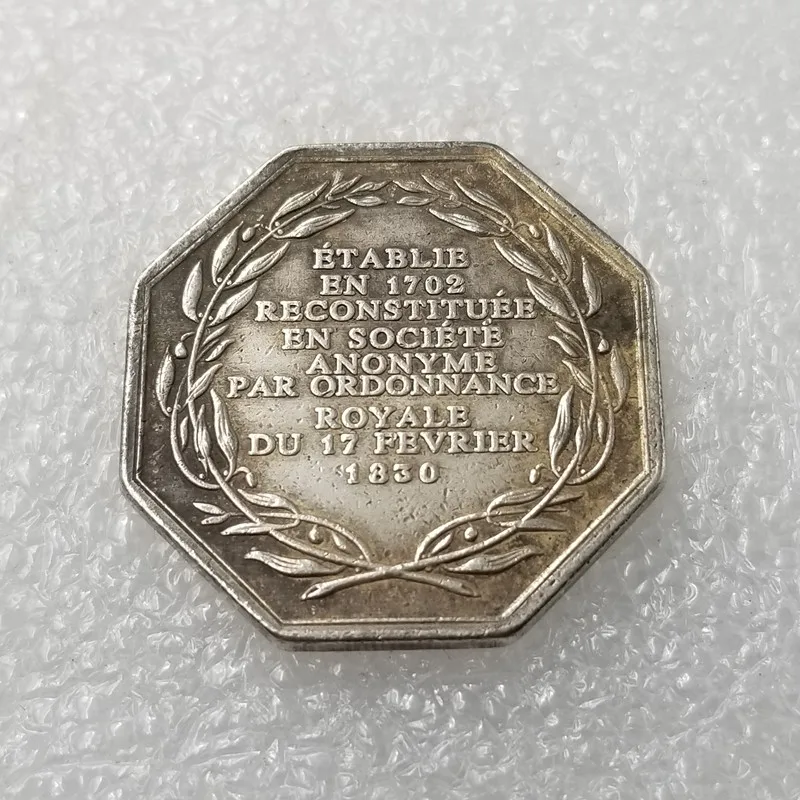 ÉTABLIE
EN 1702
RECONSTITUÉE
EN SOCIÉTÉ
ANONYME
PAR ORDONNANCE
ROYALE
DU 17 FEVRIER
1830